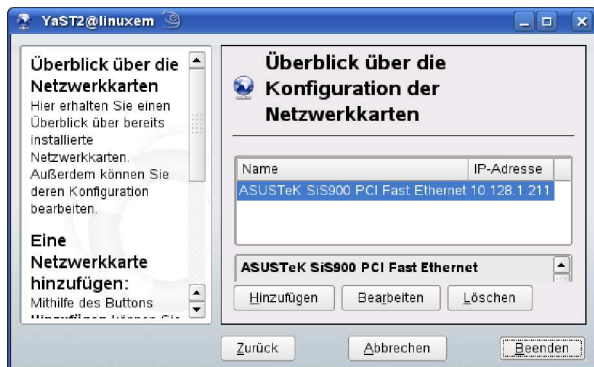 YaST2@linuxem
Überblick über die
Netzwerkkarten
Hier erhalten Sie einen
Überblick über bereits
installierte
Netzwerkkarten.
Außerdem können Sie
deren Konfiguration
bearbeiten.
Eine
Netzwerkkarte
hinzufügen:
Mithilfe des Buttons
Überblick über die
Konfiguration der
Netzwerkkarten
Name IP-Adresse
ASUSTeK SiS900 PCI Fast Ethernet 10.128.1.211
ASUSTeK SiS900 PCI Fast Ethernet
Hinzufügen Bearbeiten Löschen
Zurück Abbrechen Beenden